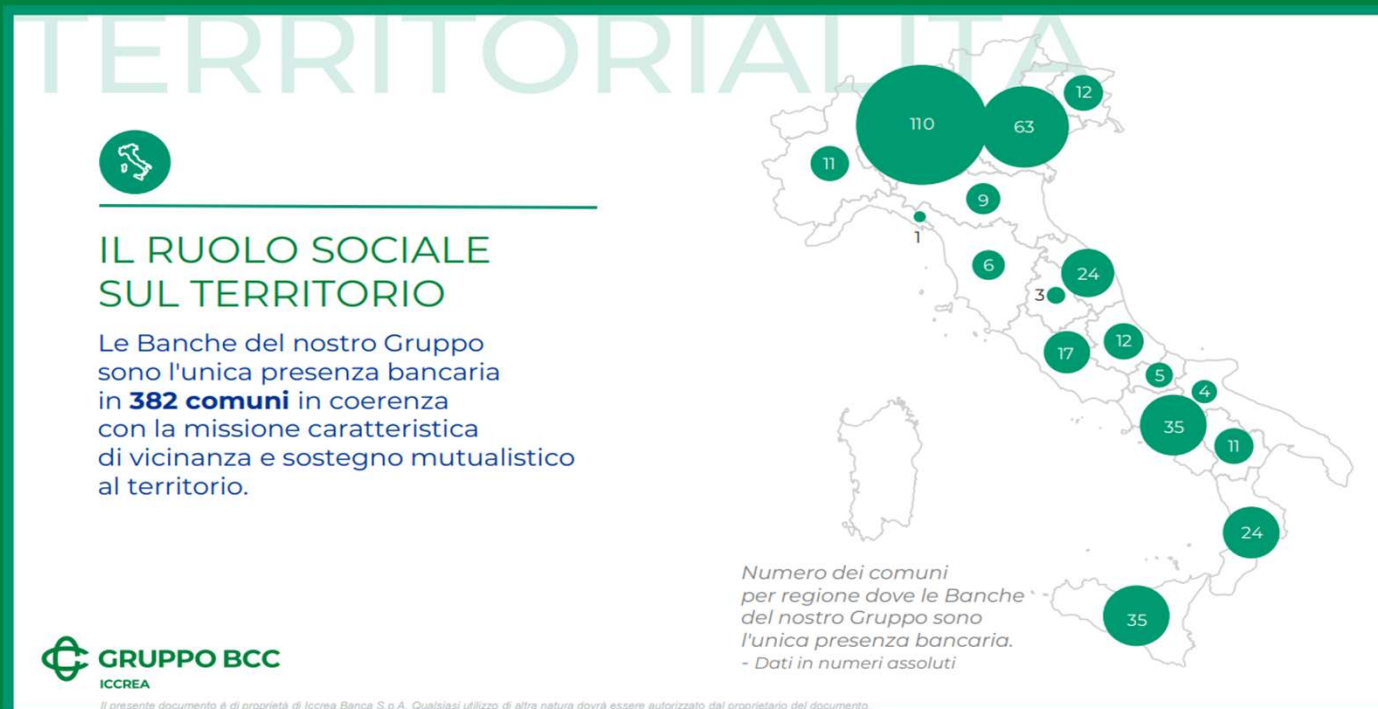 TERRITORIALITÀ
IL RUOLO SOCIALE
SUL TERRITORIO
Le Banche del nostro Gruppo
sono l'unica presenza bancaria
in 382 comuni in coerenza
con la missione caratteristica
di vicinanza e sostegno mutualistico
al territorio.
12
110
63
11
9
1
6
24
3
12
17
5
4
35
11
24
35
Numero dei comuni
per regione dove le Banche
del nostro Gruppo sono
l'unica presenza bancaria.
- Dati in numeri assoluti
GRUPPO BCC
ICCREA
Il presente documento è di proprietà di Iccrea Banca S.p.A. Qualsiasi utilizzo di altra natura dovrà essere autorizzato dal proprietario del documento.